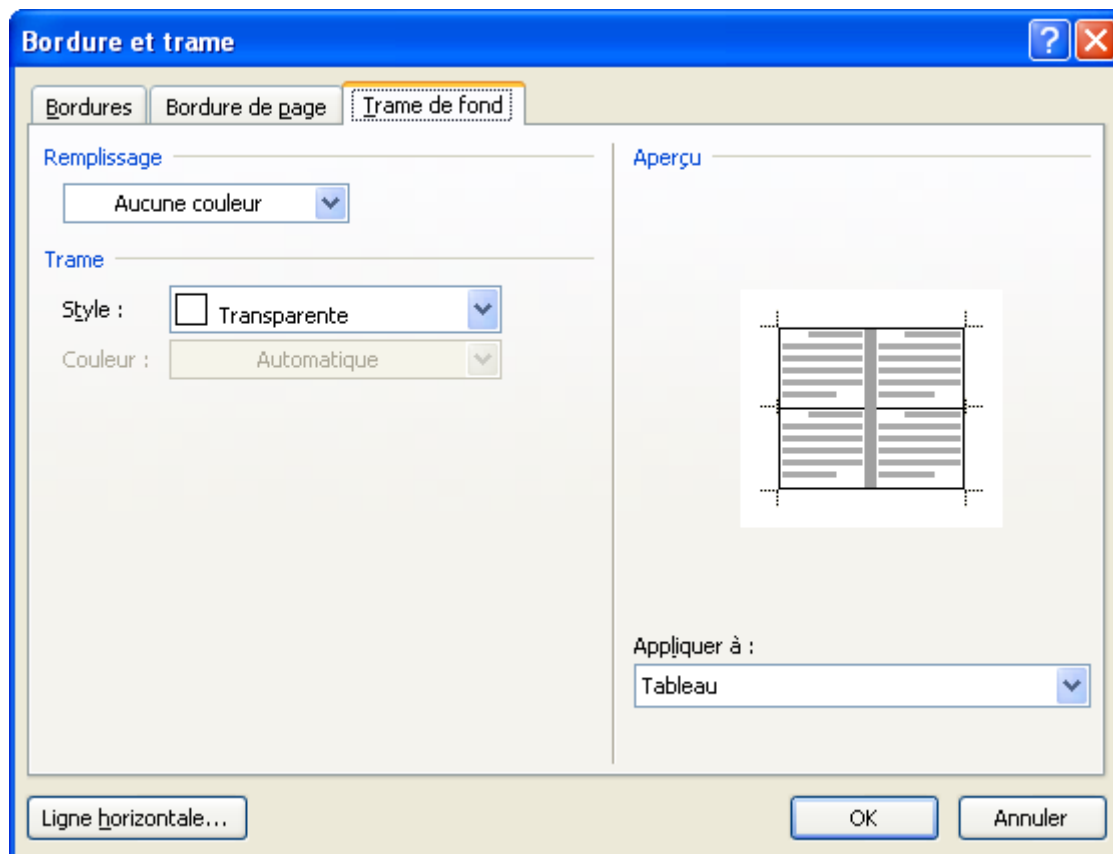 Bordure et trame
Bordures
Bordure de page
Trame de fond
Remplissage
Aucune couleur
Trame
Style :
Transparente
Couleur :
Automatique
Aperçu
Appliquer à :
Tableau
Ligne horizontale...
OK
Annuler